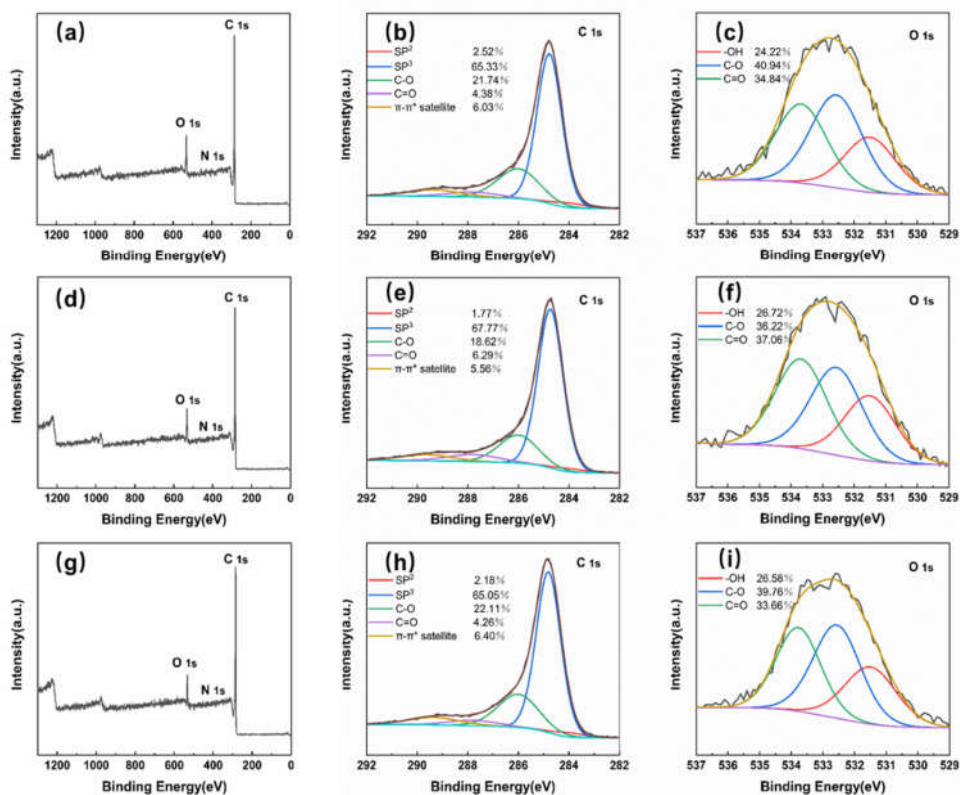 (a)
C 1s
O 1s
N 1s
Intensity(a.u.)
1200 1000 800 600 400 200 0
Binding Energy(eV)
(b)
C 1s
SP² 2.52%
SP³ 65.33%
C-O 21.74%
C=O 4.38%
π-π* satellite 6.03%
Intensity(a.u.)
292 290 288 286 284 282
Binding Energy(eV)
(c)
O 1s
-OH 24.22%
C-O 40.94%
C=O 34.84%
Intensity(a.u.)
537 536 535 534 533 532 531 530 529
Binding Energy(eV)
(d)
C 1s
O 1s
N 1s
Intensity(a.u.)
1200 1000 800 600 400 200 0
Binding Energy(eV)
(e)
C 1s
SP² 1.77%
SP³ 67.77%
C-O 18.62%
C=O 6.29%
π-π* satellite 5.56%
Intensity(a.u.)
292 290 288 286 284 282
Binding Energy(eV)
(f)
O 1s
-OH 26.72%
C-O 36.22%
C=O 37.06%
Intensity(a.u.)
537 536 535 534 533 532 531 530 529
Binding Energy(eV)
(g)
C 1s
O 1s
N 1s
Intensity(a.u.)
1200 1000 800 600 400 200 0
Binding Energy(eV)
(h)
C 1s
SP² 2.18%
SP³ 65.05%
C-O 22.11%
C=O 4.26%
π-π* satellite 6.40%
Intensity(a.u.)
292 290 288 286 284 282
Binding Energy(eV)
(i)
O 1s
-OH 26.58%
C-O 39.76%
C=O 33.66%
Intensity(a.u.)
537 536 535 534 533 532 531 530 529
Binding Energy(eV)